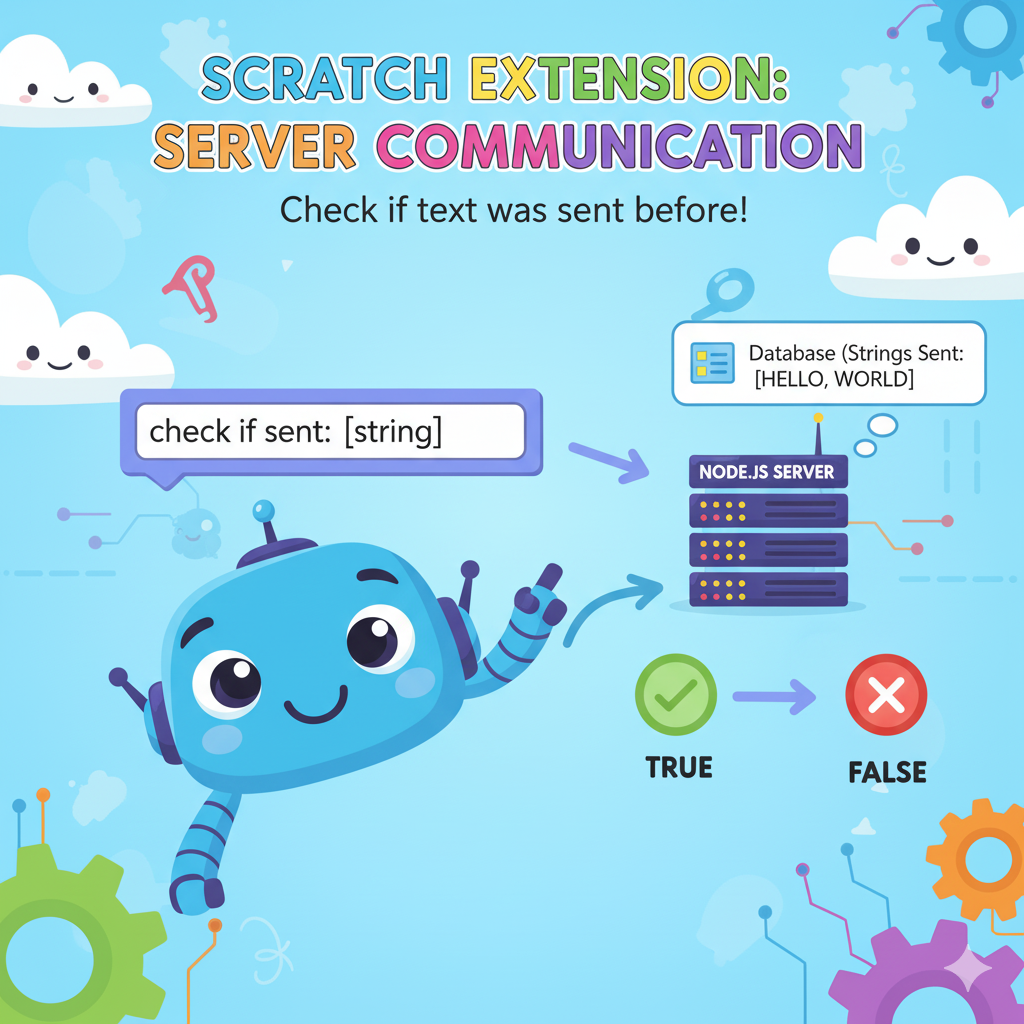 SCRATCH EXTENSION:
SERVER COMMUNICATION
Check if text was sent before!
Database (Strings Sent:
[HELLO, WORLD]
check if sent: [string]
NODE.JS SERVER
TRUE
FALSE